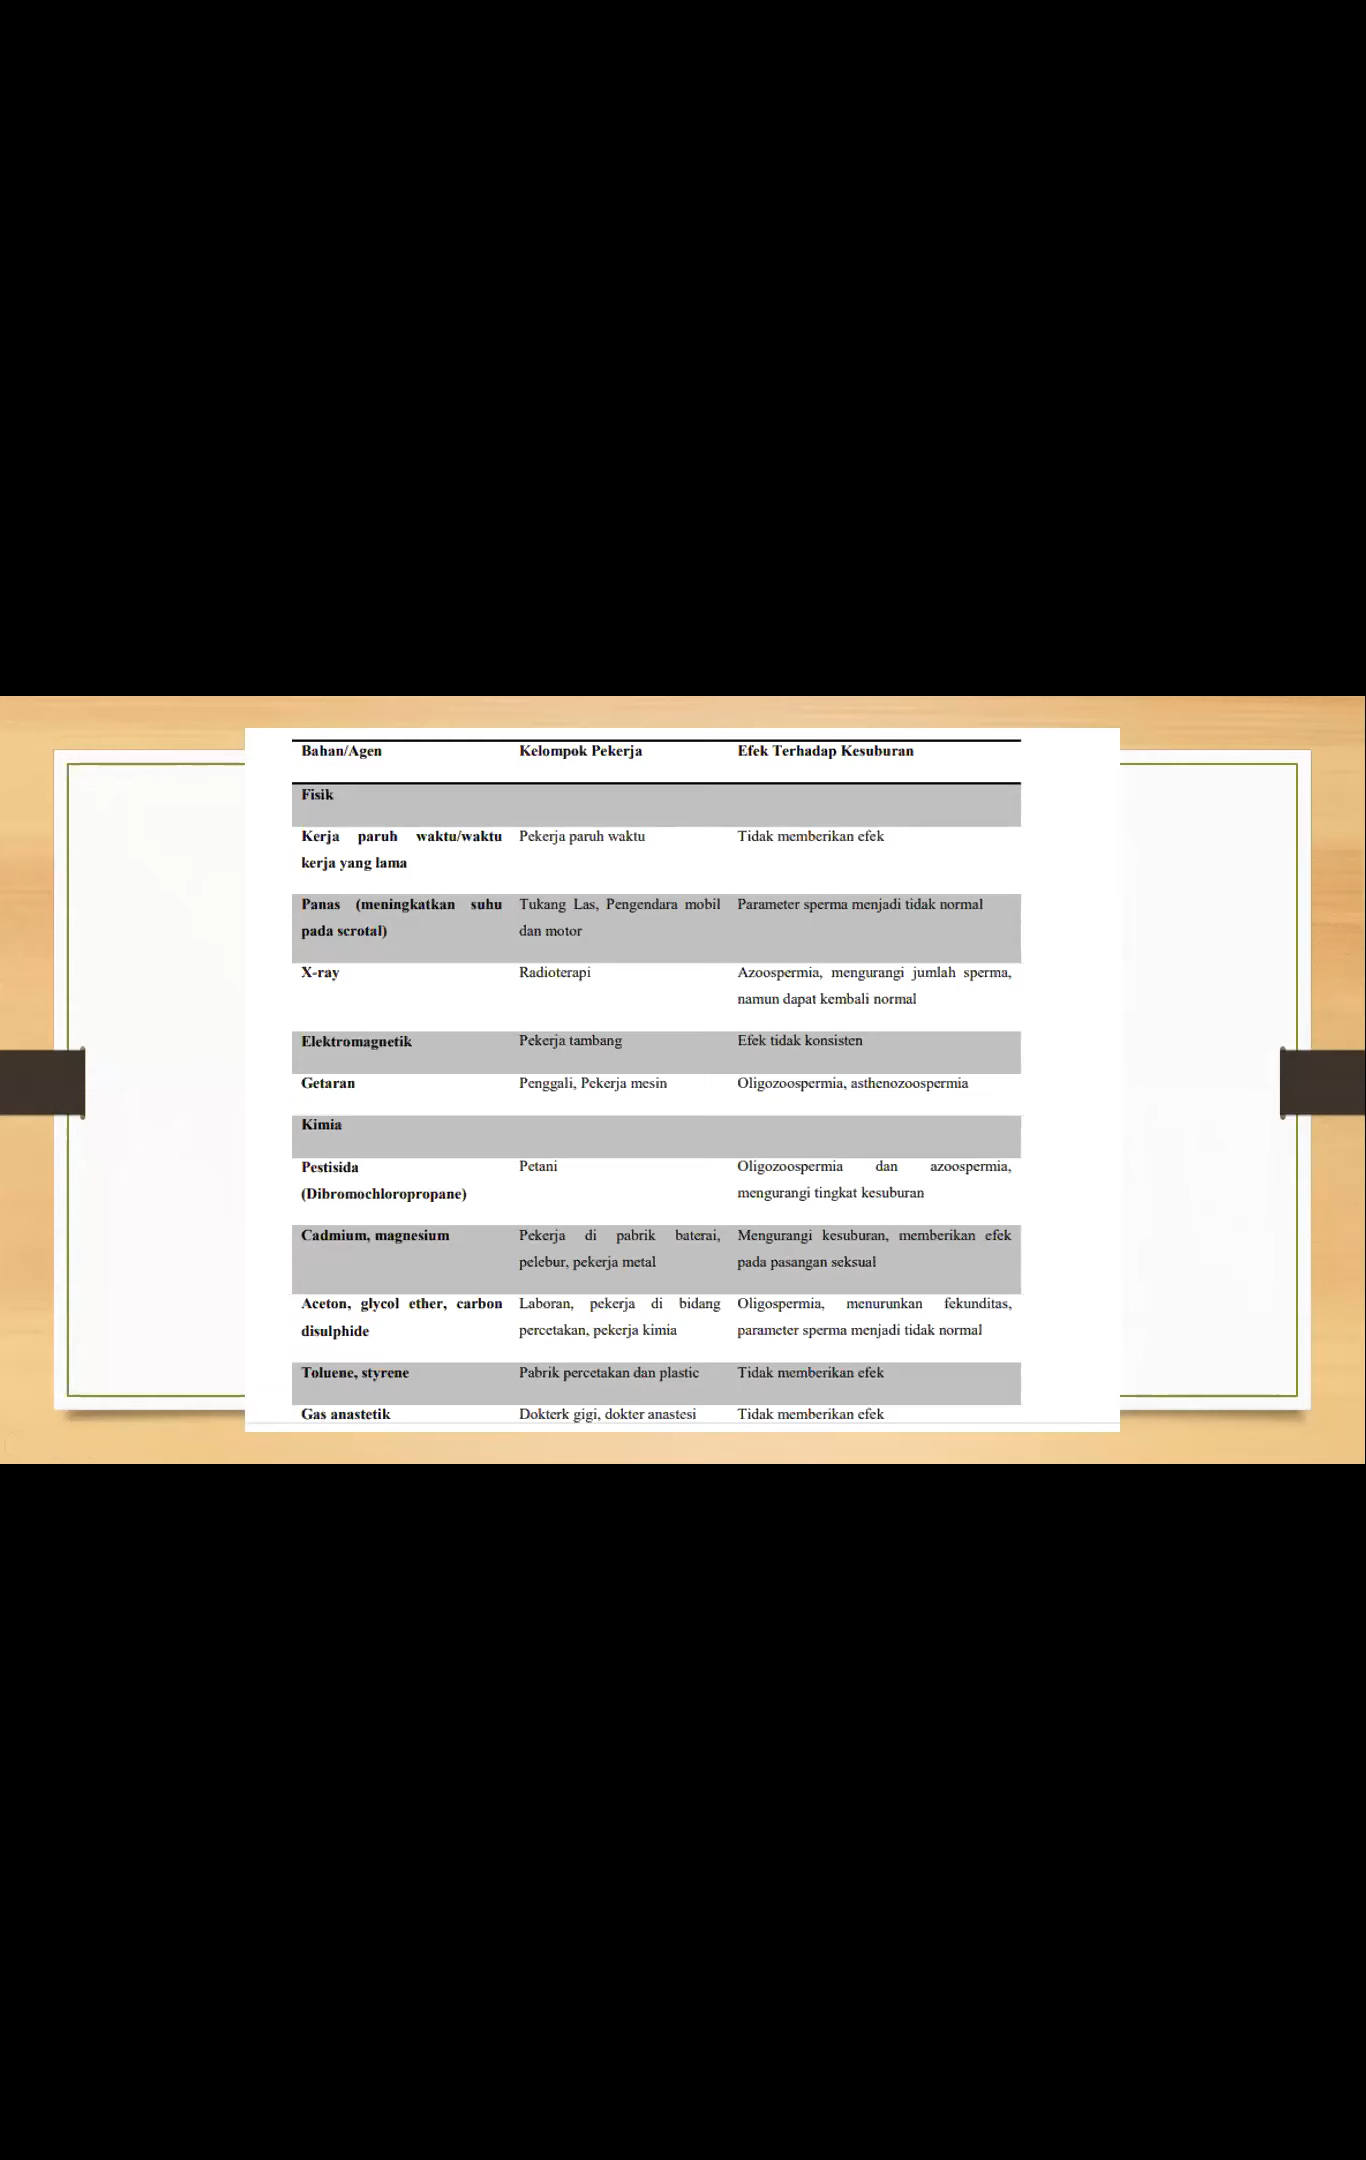 Bahan/Agen Kelompok Pekerja Efek Terhadap Kesuburan
Fisik
Kerja paruh waktu/waktu Pekerja paruh waktu Tidak memberikan efek
kerja yang lama
Panas (meningkatkan suhu Tukang Las, Pengendara mobil Parameter sperma menjadi tidak normal
pada scrotal) dan motor
X-ray Radioterapi Azoospermia, mengurangi jumlah sperma,
namun dapat kembali normal
Elektromagnetik Pekerja tambang Efek tidak konsisten
Getaran Penggali, Pekerja mesin Oligozoospermia, asthenozoospermia
Kimia
Pestisida Petani Oligozoospermia dan azoospermia,
(Dibromochloropropane) mengurangi tingkat kesuburan
Cadmium, magnesium Pekerja di pabrik baterai, Mengurangi kesuburan, memberikan efek
pelebur, pekerja metal pada pasangan seksual
Aceton, glycol ether, carbon Laboran, pekerja di bidang Oligospermia, menurunkan fekunditas,
disulphide percetakan, pekerja kimia parameter sperma menjadi tidak normal
Toluene, styrene Pabrik percetakan dan plastic Tidak memberikan efek
Gas anastetik Dokterk gigi, dokter anastesi Tidak memberikan efek